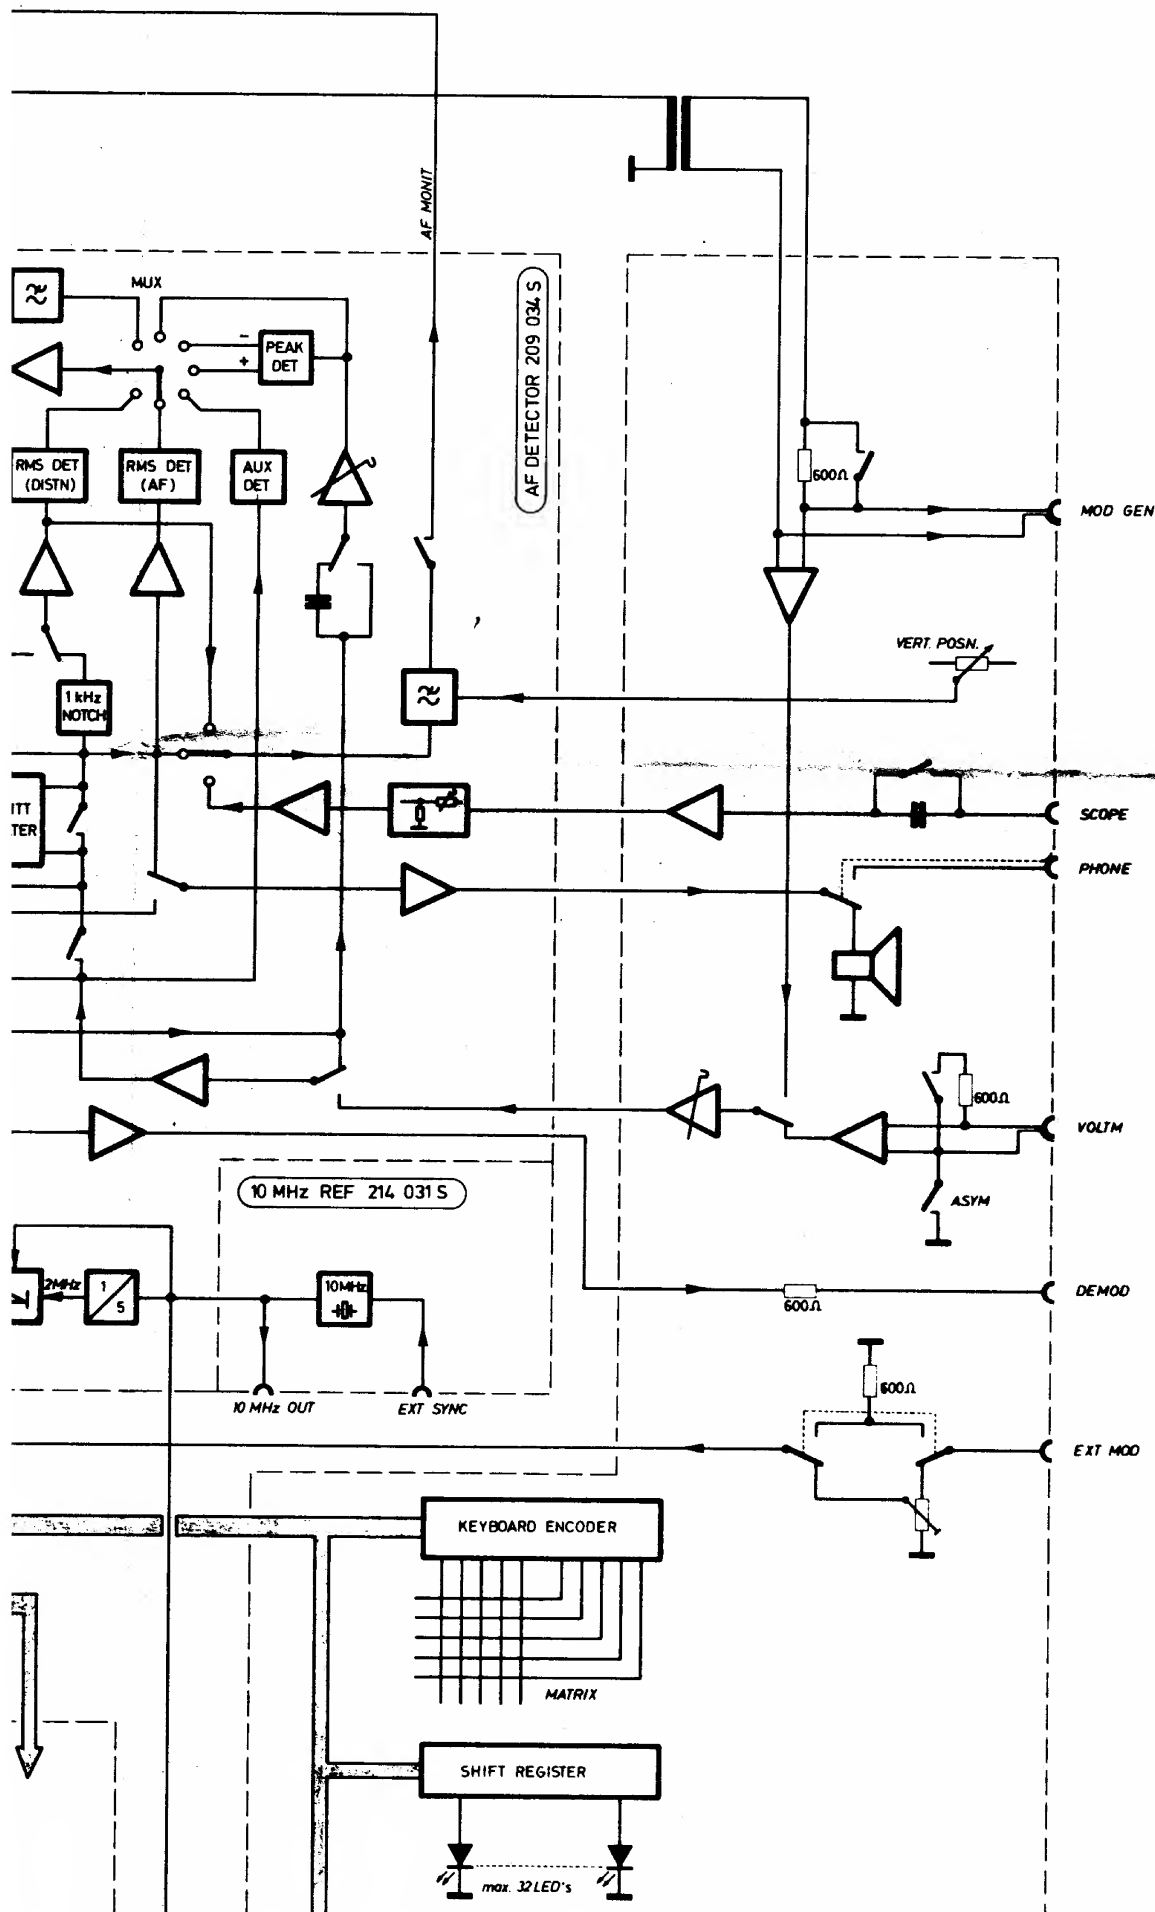 AF MONIT
MUX
AF DETECTOR 209 034 S
-
+
PEAK
DET
RMS DET
(DISTN)
RMS DET
(AF)
AUX
DET
600Ω
MOD GEN
VERT. POSN.
1 kHz
NOTCH
SCOPE
PHONE
600Ω
VOLTM
ASYM
10 MHz REF 214 031 S
2MHz
1
5
10MHz
600Ω
DEMOD
10 MHz OUT
EXT SYNC
600Ω
EXT MOD
KEYBOARD ENCODER
MATRIX
SHIFT REGISTER
max. 32 LED's